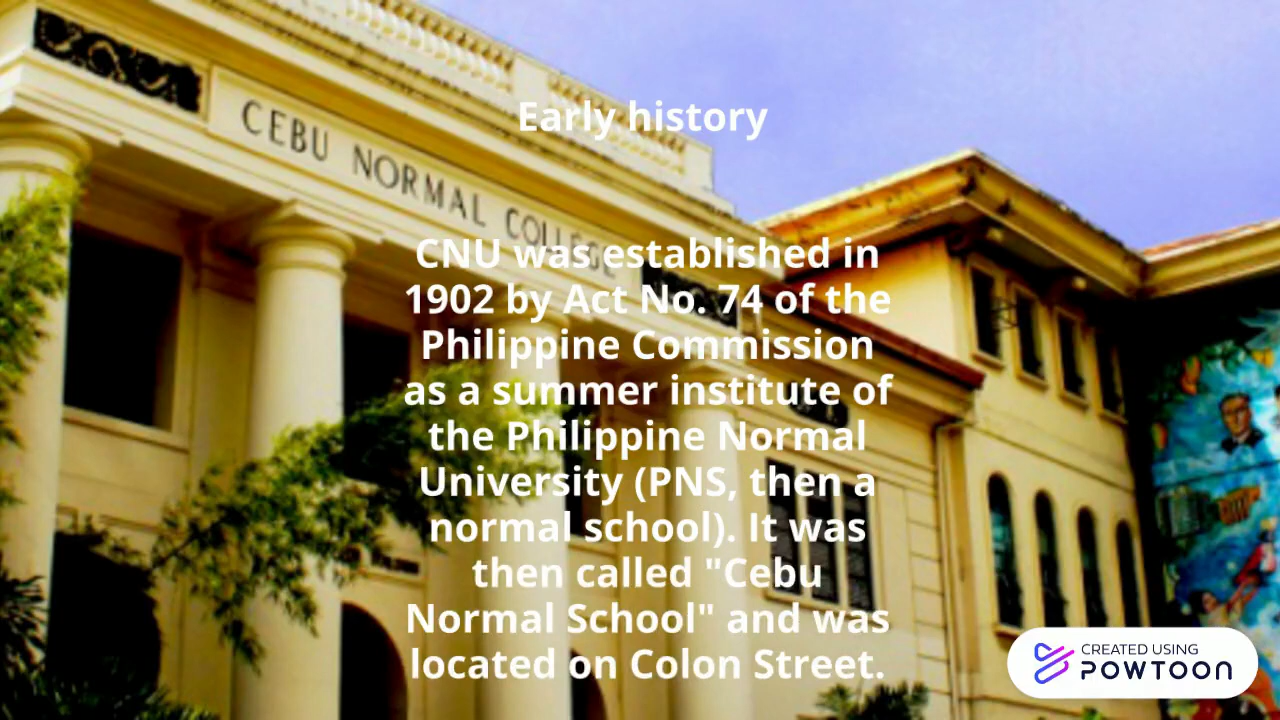 Early history
CEBU NORMAL COLLEGE
CNU was established in
1902 by Act No. 74 of the
Philippine Commission
as a summer institute of
the Philippine Normal
University (PNS, then a
normal school). It was
then called "Cebu
Normal School" and was
located on Colon Street.
CREATED USING
POWTOON